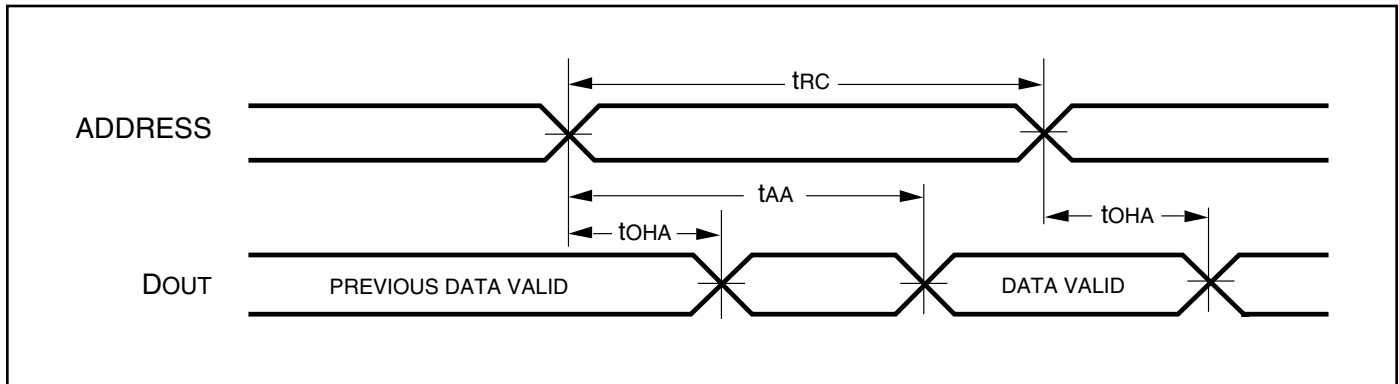 tRC
ADDRESS
tAA
tOHA
tOHA
DOUT
PREVIOUS DATA VALID
DATA VALID